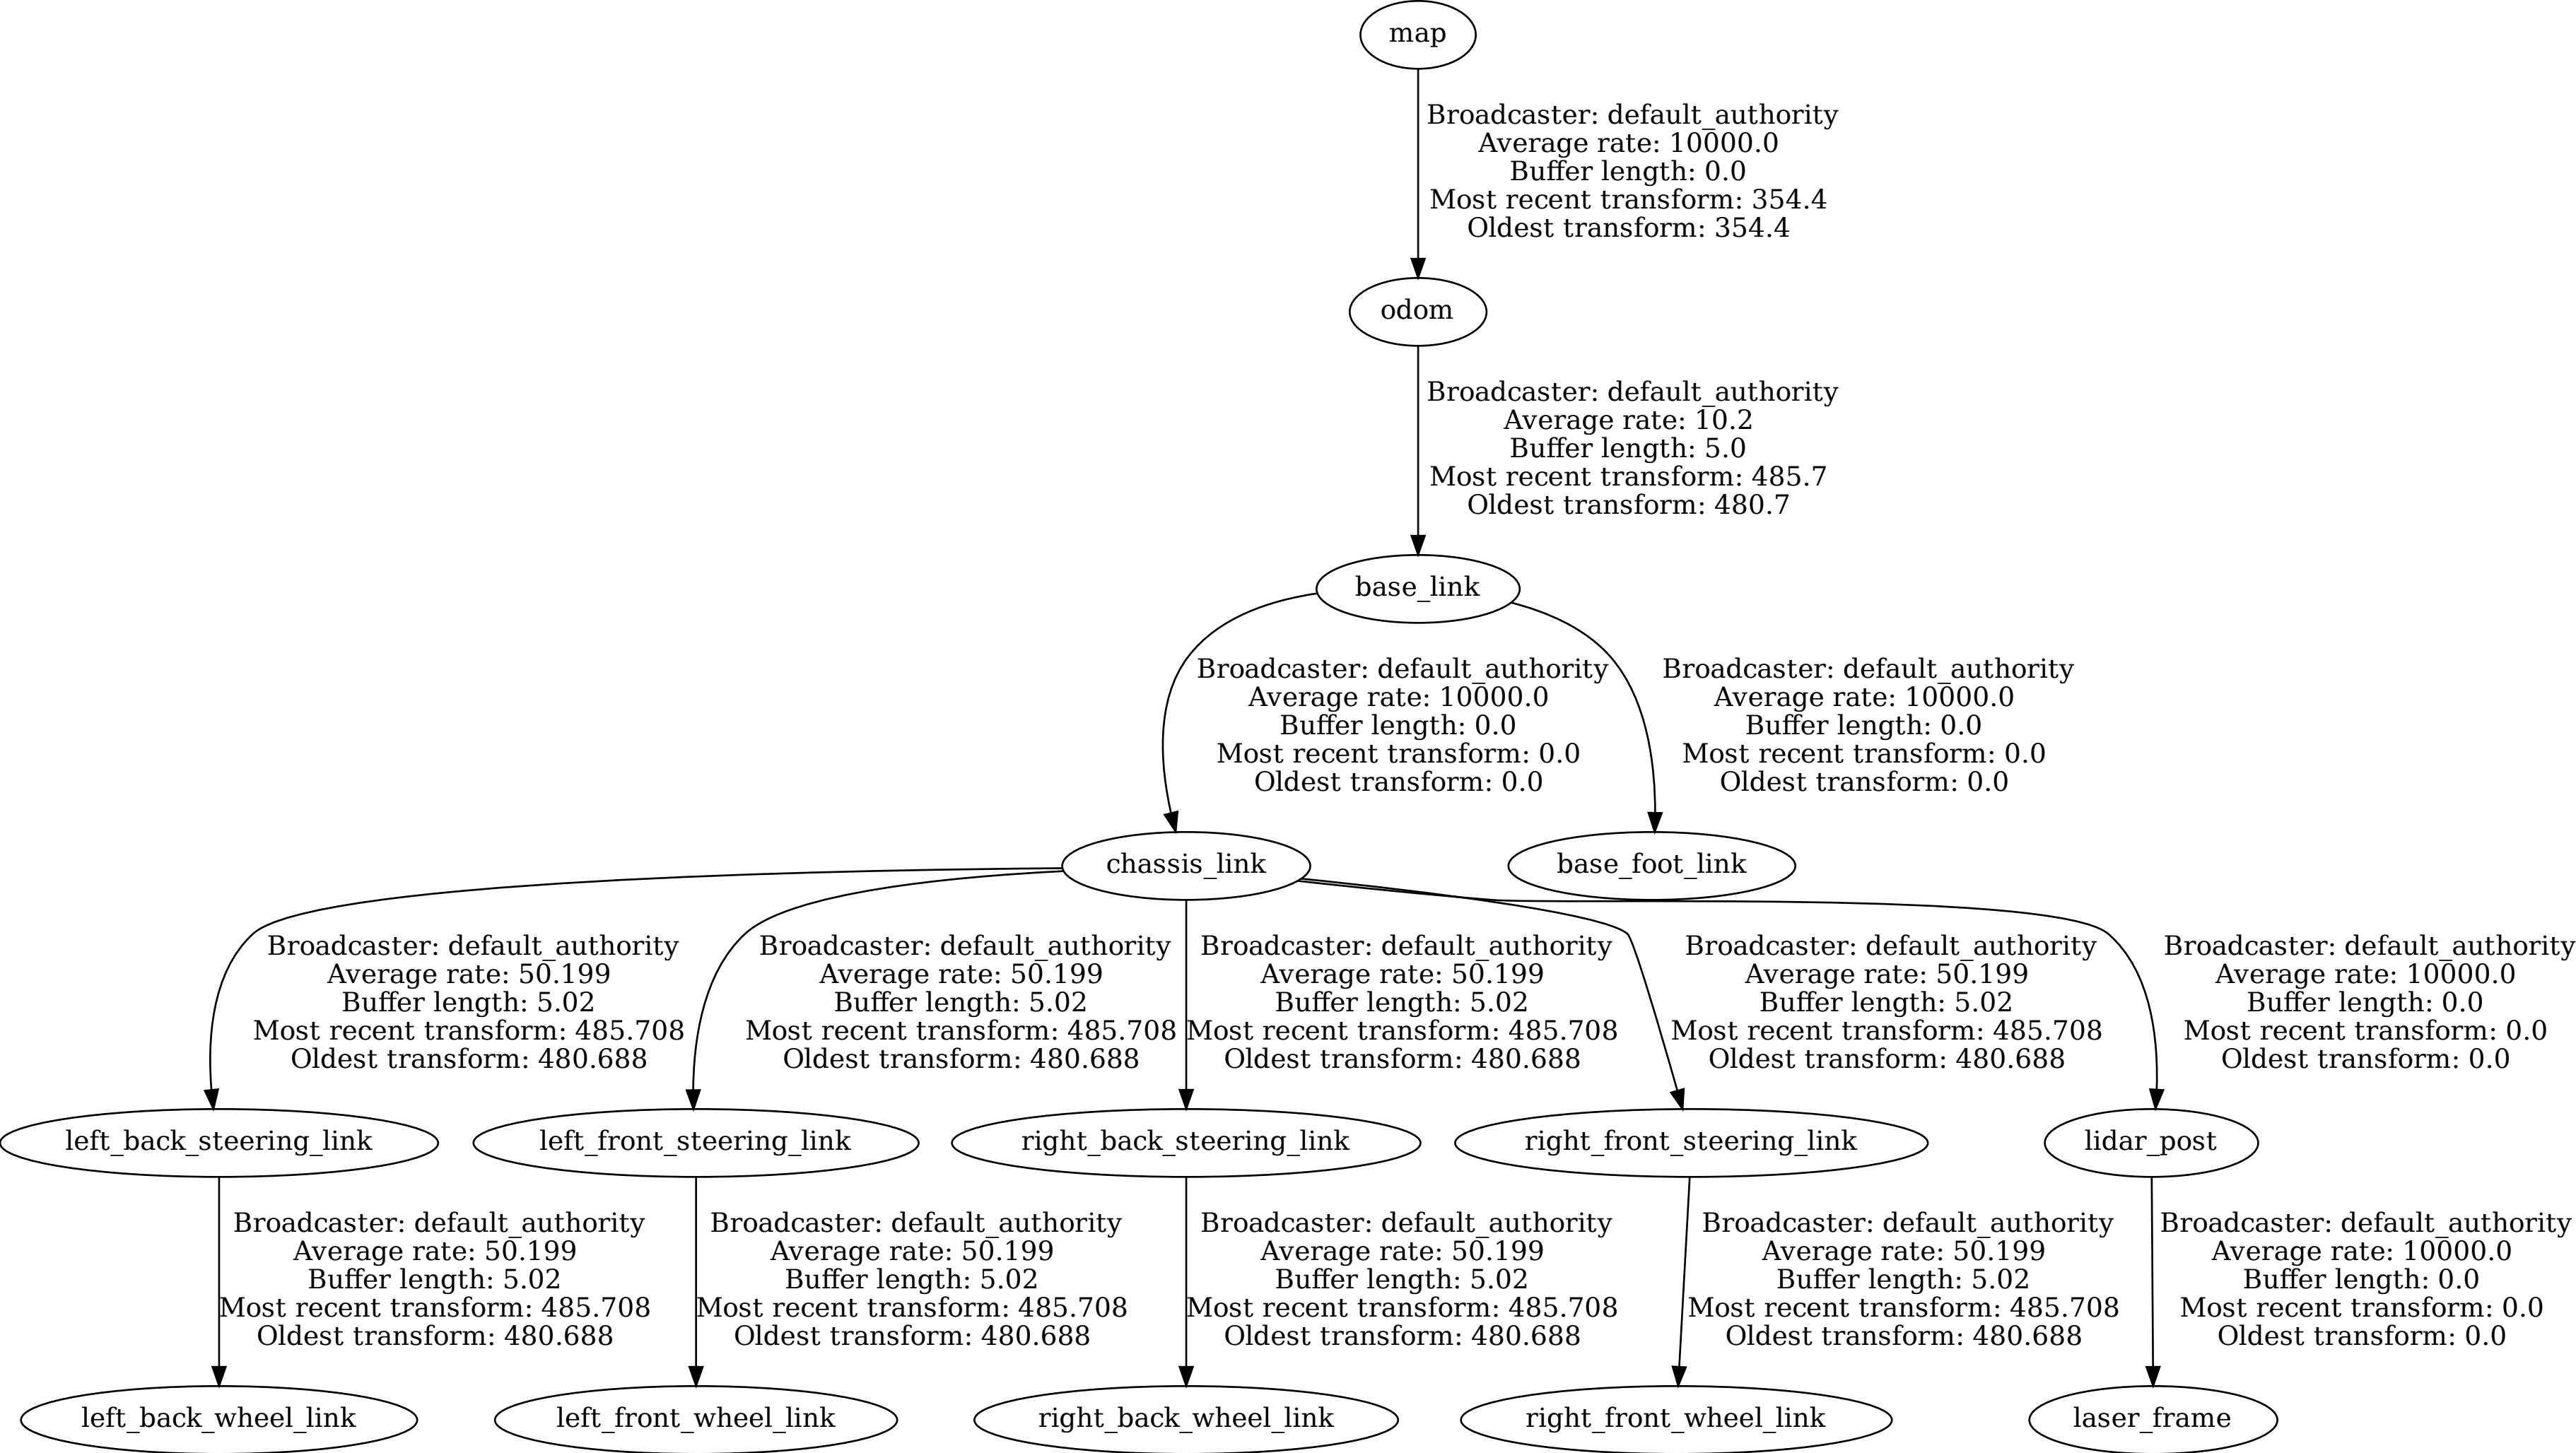 map
Broadcaster: default_authority
Average rate: 10000.0
Buffer length: 0.0
Most recent transform: 354.4
Oldest transform: 354.4
odom
Broadcaster: default_authority
Average rate: 10.2
Buffer length: 5.0
Most recent transform: 485.7
Oldest transform: 480.7
base_link
Broadcaster: default_authority
Average rate: 10000.0
Buffer length: 0.0
Most recent transform: 0.0
Oldest transform: 0.0
Broadcaster: default_authority
Average rate: 10000.0
Buffer length: 0.0
Most recent transform: 0.0
Oldest transform: 0.0
chassis_link
base_foot_link
Broadcaster: default_authority
Average rate: 50.199
Buffer length: 5.02
Most recent transform: 485.708
Oldest transform: 480.688
Broadcaster: default_authority
Average rate: 50.199
Buffer length: 5.02
Most recent transform: 485.708
Oldest transform: 480.688
Broadcaster: default_authority
Average rate: 50.199
Buffer length: 5.02
Most recent transform: 485.708
Oldest transform: 480.688
Broadcaster: default_authority
Average rate: 50.199
Buffer length: 5.02
Most recent transform: 485.708
Oldest transform: 480.688
Broadcaster: default_authority
Average rate: 10000.0
Buffer length: 0.0
Most recent transform: 0.0
Oldest transform: 0.0
left_back_steering_link
left_front_steering_link
right_back_steering_link
right_front_steering_link
lidar_post
Broadcaster: default_authority
Average rate: 50.199
Buffer length: 5.02
Most recent transform: 485.708
Oldest transform: 480.688
Broadcaster: default_authority
Average rate: 50.199
Buffer length: 5.02
Most recent transform: 485.708
Oldest transform: 480.688
Broadcaster: default_authority
Average rate: 50.199
Buffer length: 5.02
Most recent transform: 485.708
Oldest transform: 480.688
Broadcaster: default_authority
Average rate: 50.199
Buffer length: 5.02
Most recent transform: 485.708
Oldest transform: 480.688
Broadcaster: default_authority
Average rate: 10000.0
Buffer length: 0.0
Most recent transform: 0.0
Oldest transform: 0.0
left_back_wheel_link
left_front_wheel_link
right_back_wheel_link
right_front_wheel_link
laser_frame